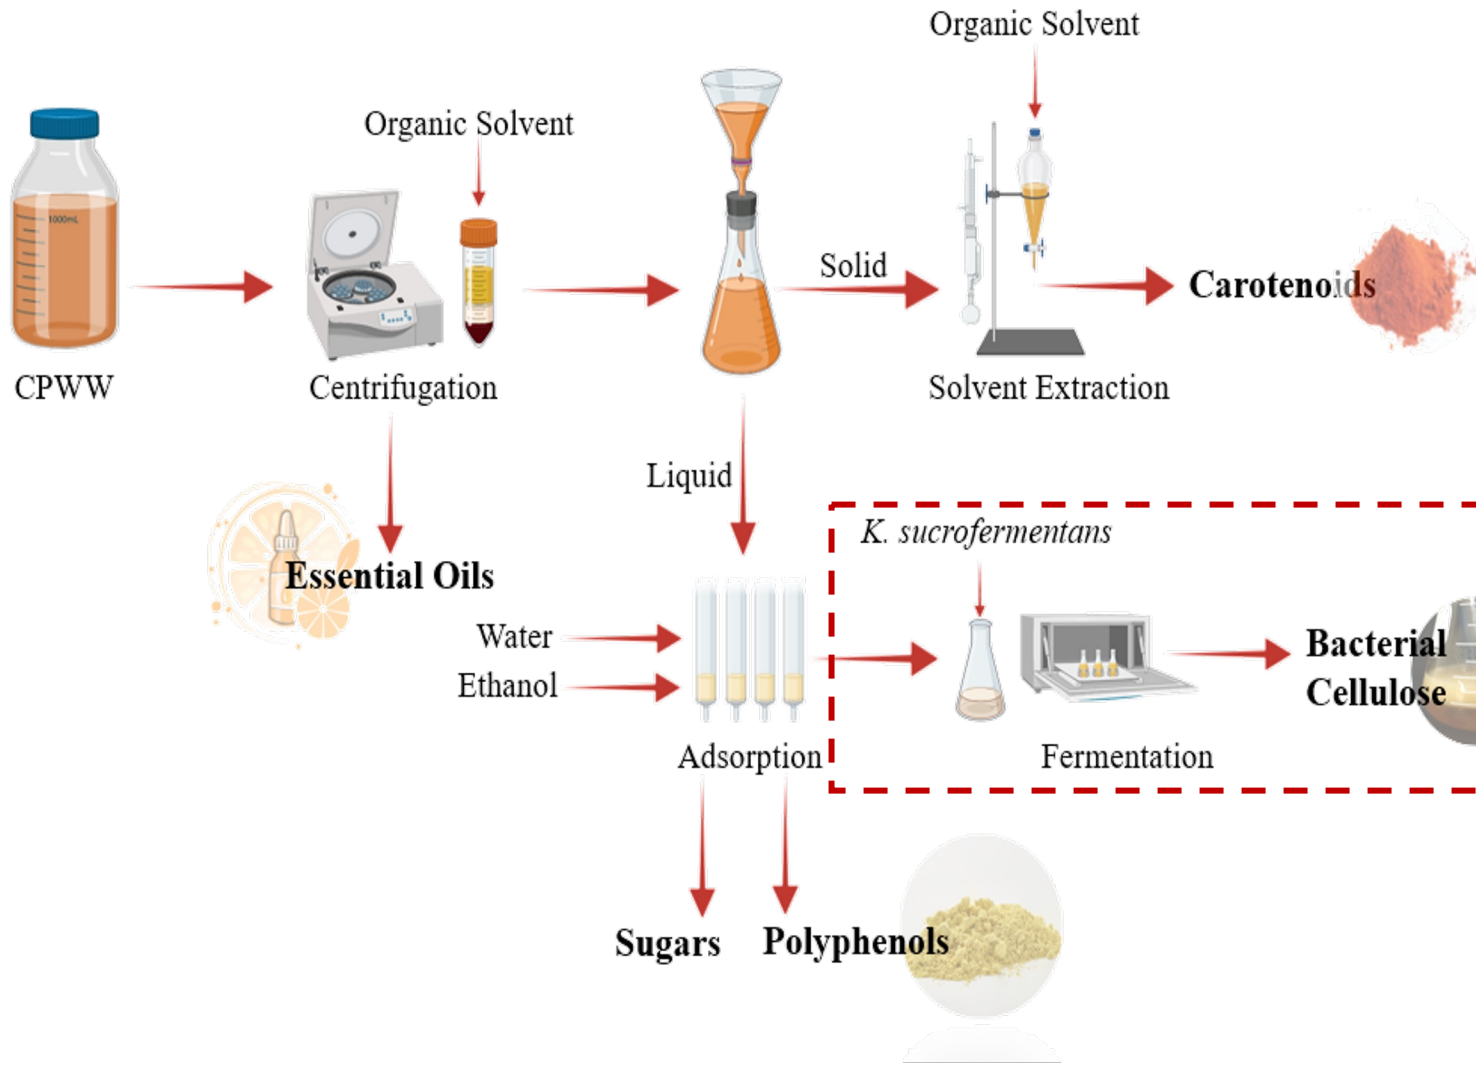 Organic Solvent
Organic Solvent
1000mL
Solid
Carotenoids
CPWW
Centrifugation
Solvent Extraction
Liquid
K. sucrofermentans
Essential Oils
Water
Ethanol
Bacterial
Cellulose
Adsorption
Fermentation
Sugars
Polyphenols